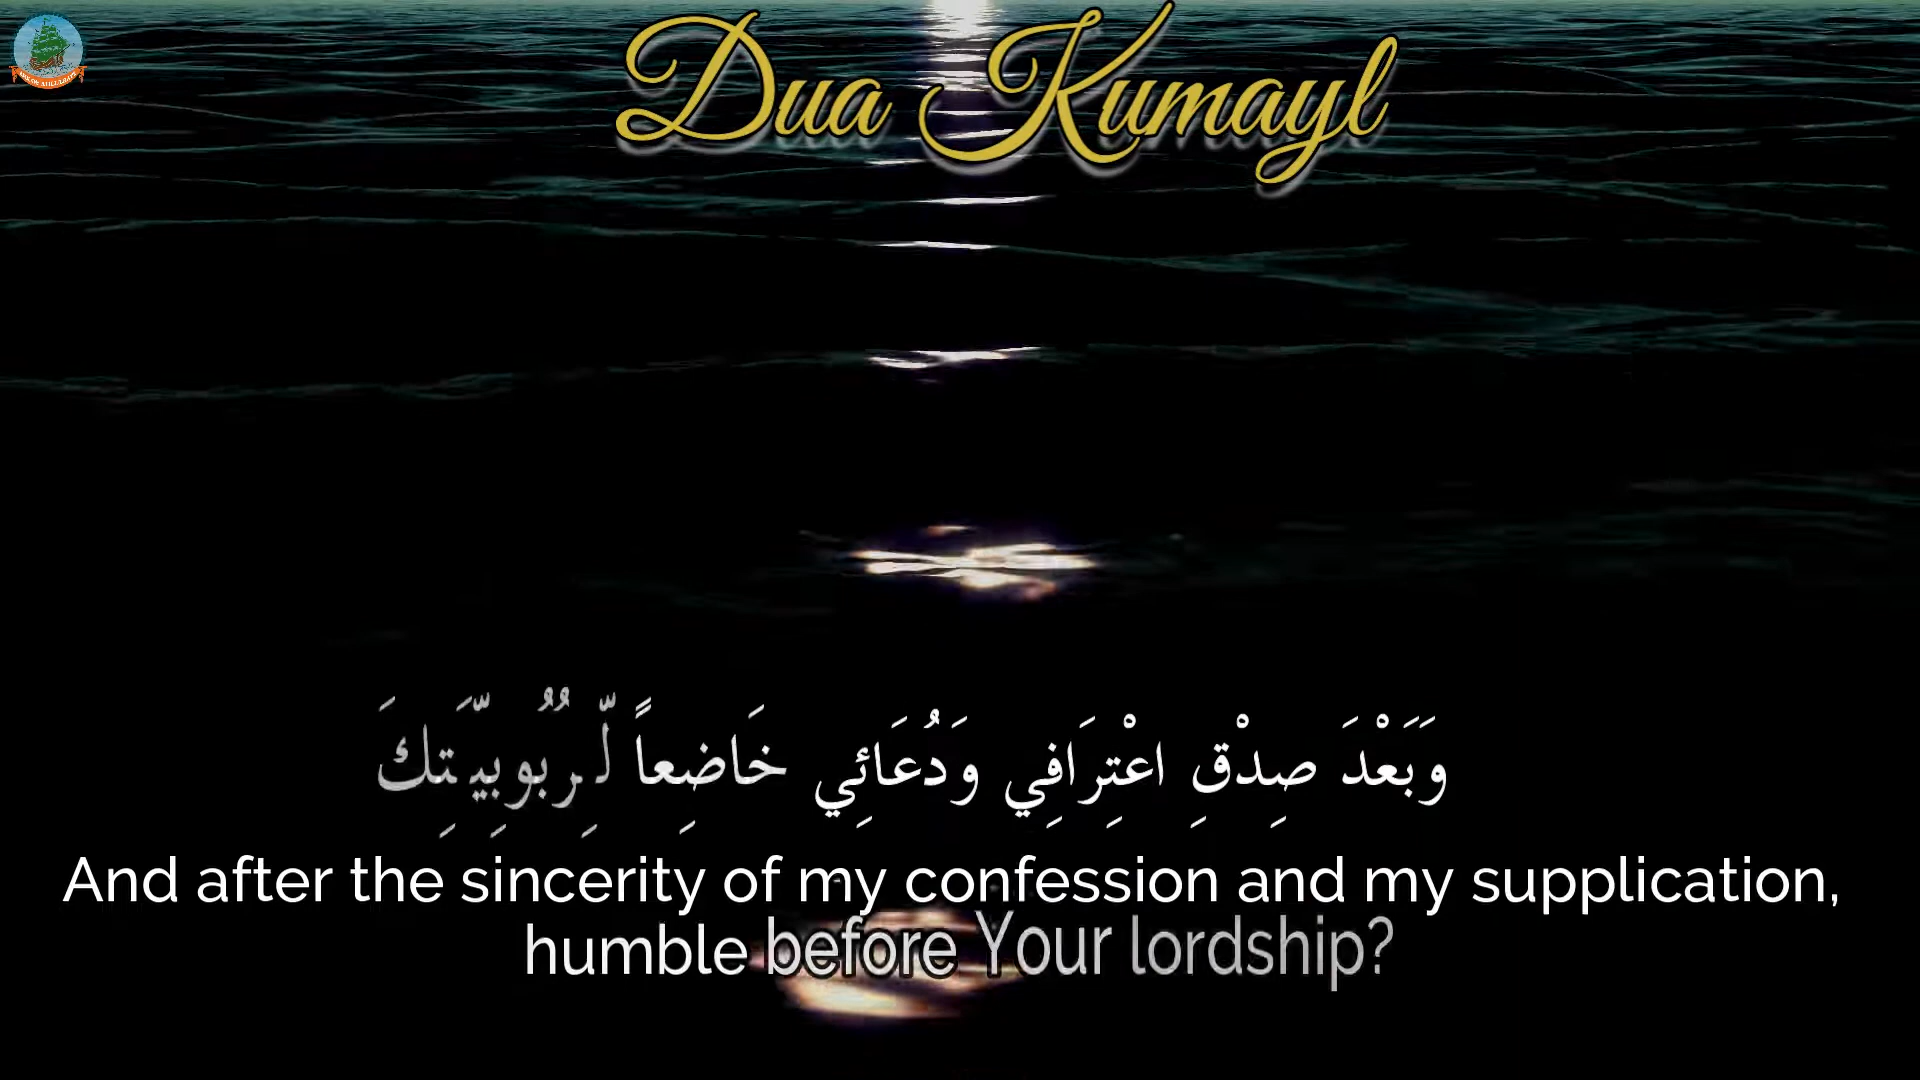 Dua Kumayl
وَبَعْدَ صِدْقِ اعْتِرَافِي وَدُعَائِي خَاضِعاً لِّرُبُوبِيَّتِكَ
And after the sincerity of my confession and my supplication,
humble before Your lordship?